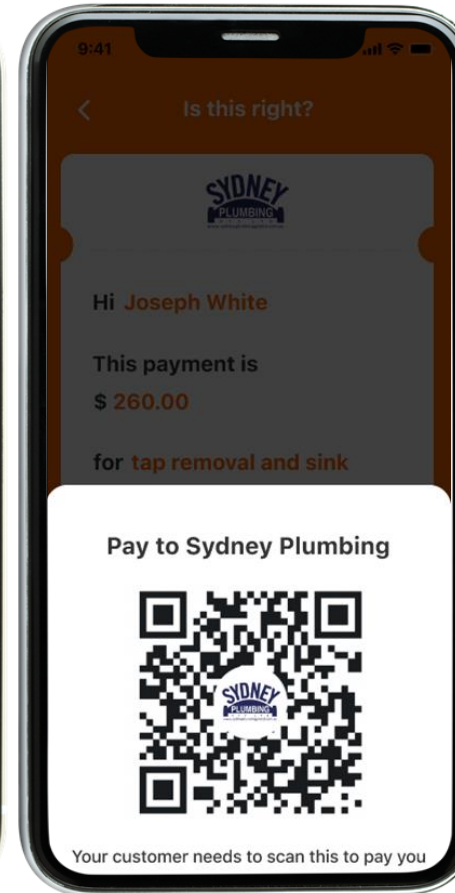 9:41
Is this right?
SYDNEY
PLUMBING
Hi Joseph White
This payment is
$ 260.00
for tap removal and sink
Pay to Sydney Plumbing
SYDNEY
PLUMBING
Your customer needs to scan this to pay you